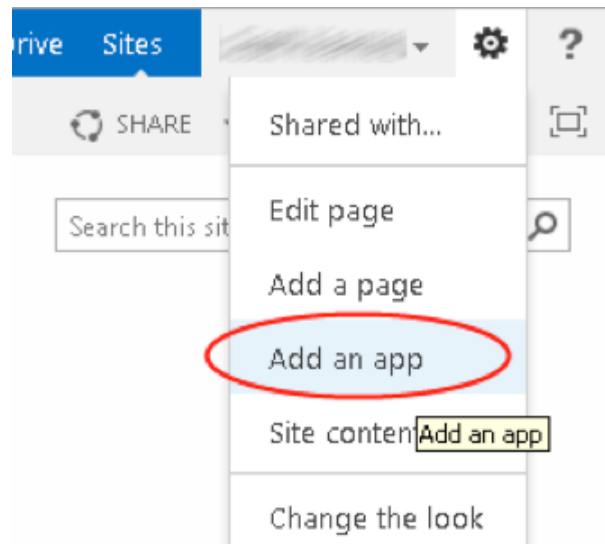 rive Sites ?
SHARE
Shared with...
Search this sit
Edit page
Add a page
Add an app
Site conten
Add an app
Change the look